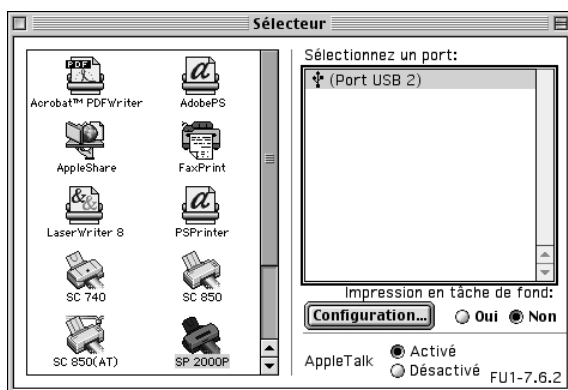 Sélecteur
Sélectionnez un port:
PDF
Acrobat™ PDFWriter
AdobePS
(Port USB 2)
AppleShare
FaxPrint
LaserWriter 8
PSPrinter
SC 740
SC 850
Impression en tâche de fond:
Configuration... Oui Non
SC 850(AT)
SP 2000P
AppleTalk Activé
Désactivé FU1-7.6.2